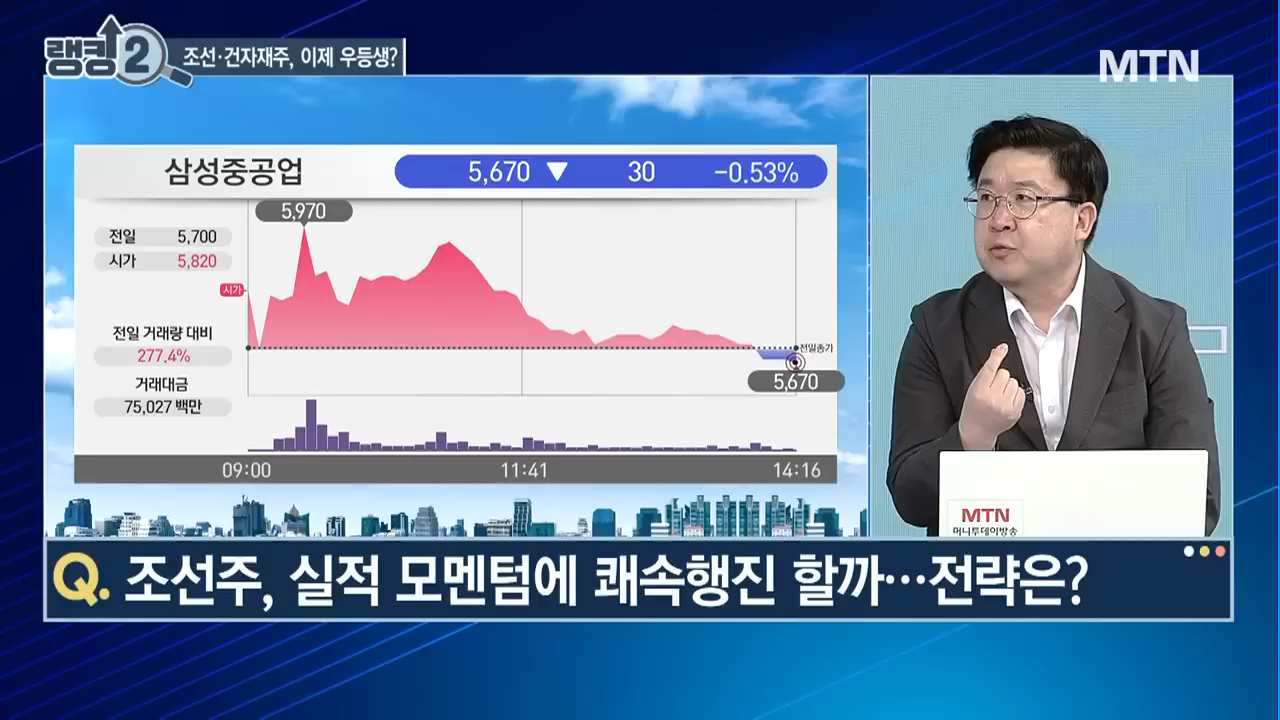 랭킹2
조선·건자재주, 이제 우등생?
MTN
삼성중공업 5,670 ▼ 30 -0.53%
5,970
전일 5,700
시가 5,820
시가
전일 거래량 대비
277.4%
전일종가
5,670
거래대금
75,027 백만
09:00 11:41 14:16
MTN
머니투데이방송
Q. 조선주, 실적 모멘텀에 쾌속행진 할까…전략은?